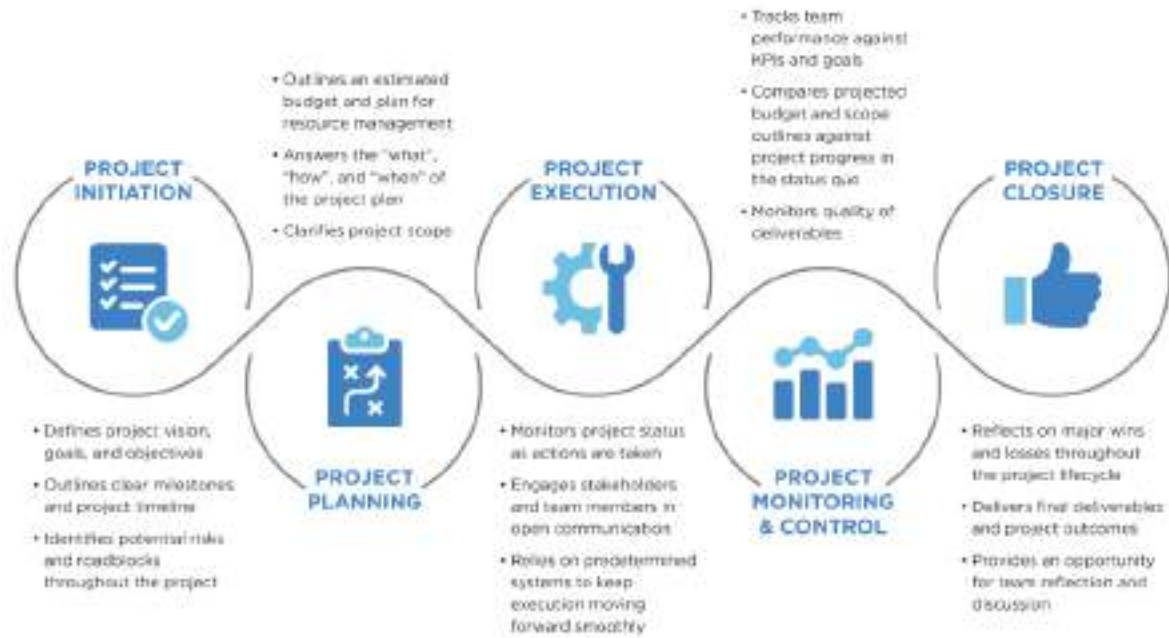 PROJECT
INITIATION
• Defines project vision,
goals, and objectives
• Outlines clear milestones
and project timeline
• Identifies potential risks
and roadblocks
throughout the project
• Outlines an estimated
budget and plan for
resource management
• Answers the "what",
"how", and "when" of
the project plan
• Clarifies project scope
PROJECT
PLANNING
PROJECT
EXECUTION
• Monitors project status
as actions are taken
• Engages stakeholders
and team members in
open communication
• Relies on predetermined
systems to keep
execution moving
forward smoothly
• Tracks team
performance against
KPIs and goals
• Compares projected
budget and scope
outlines against
project progress in
the status quo
• Monitors quality of
deliverables
PROJECT
MONITORING
& CONTROL
PROJECT
CLOSURE
• Reflects on major wins
and losses throughout
the project lifecycle
• Delivers final deliverables
and project outcomes
• Provides an opportunity
for team reflection and
discussion